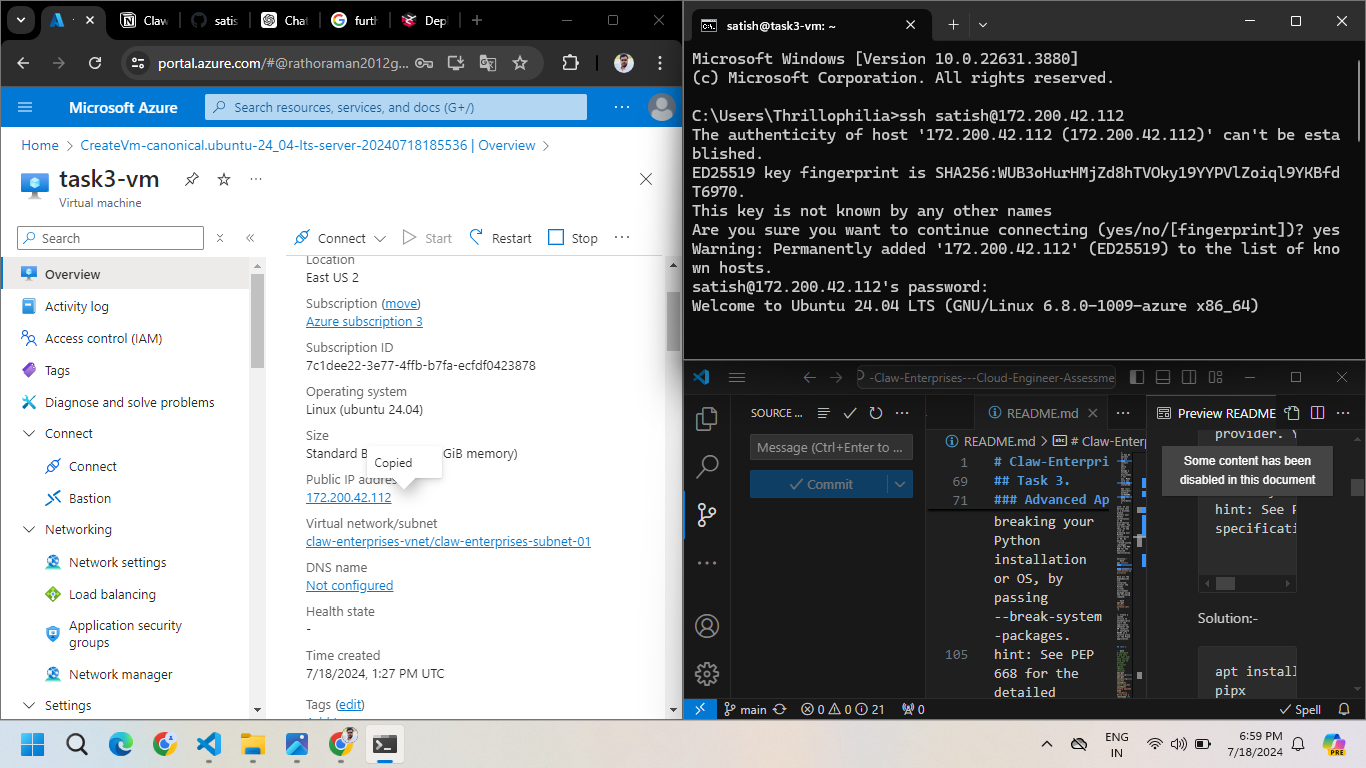 Claw
satis
Chat
furth
Depl
portal.azure.com/#@rathoraman2012g...
Microsoft Azure
Search resources, services, and docs (G+/)
Home > CreateVm-canonical.ubuntu-24_04-lts-server-20240718185536 | Overview >
task3-vm
Virtual machine
Search
Connect
Start
Restart
Stop
Overview
Activity log
Access control (IAM)
Tags
Diagnose and solve problems
Connect
Connect
Bastion
Networking
Network settings
Load balancing
Application security
groups
Network manager
Settings
Location
East US 2
Subscription (move)
Azure subscription 3
Subscription ID
7c1dee22-3e77-4ffb-b7fa-ecfdf0423878
Operating system
Linux (ubuntu 24.04)
Size
Standard B GiB memory)
Copied
Public IP address
172.200.42.112
Virtual network/subnet
claw-enterprises-vnet/claw-enterprises-subnet-01
DNS name
Not configured
Health state
-
Time created
7/18/2024, 1:27 PM UTC
Tags (edit)
satish@task3-vm: ~
Microsoft Windows [Version 10.0.22631.3880]
(c) Microsoft Corporation. All rights reserved.
C:\Users\Thrillophilia>ssh satish@172.200.42.112
The authenticity of host '172.200.42.112 (172.200.42.112)' can't be esta
blished.
ED25519 key fingerprint is SHA256:WUB3oHurHMjZd8hTVOky19YYPVlZoiql9YKBfd
T6970.
This key is not known by any other names
Are you sure you want to continue connecting (yes/no/[fingerprint])? yes
Warning: Permanently added '172.200.42.112' (ED25519) to the list of kno
wn hosts.
satish@172.200.42.112's password:
Welcome to Ubuntu 24.04 LTS (GNU/Linux 6.8.0-1009-azure x86_64)
-Claw-Enterprises---Cloud-Engineer-Assessme
SOURCE ...
Message (Ctrl+Enter to ...
Commit
README.md
README.md > # Claw-Enterp
1 # Claw-Enterpri
69 ## Task 3.
71 ### Advanced Ap
breaking your
Python
installation
or OS, by
passing
--break-system
-packages.
105 hint: See PEP
668 for the
detailed
Preview README
provider. Y
Some content has been
disabled in this document
hint: See P
specificati
Solution:-
apt install
pipx
main
0 0 21
0
Spell
ENG
IN
6:59 PM
7/18/2024
PRE